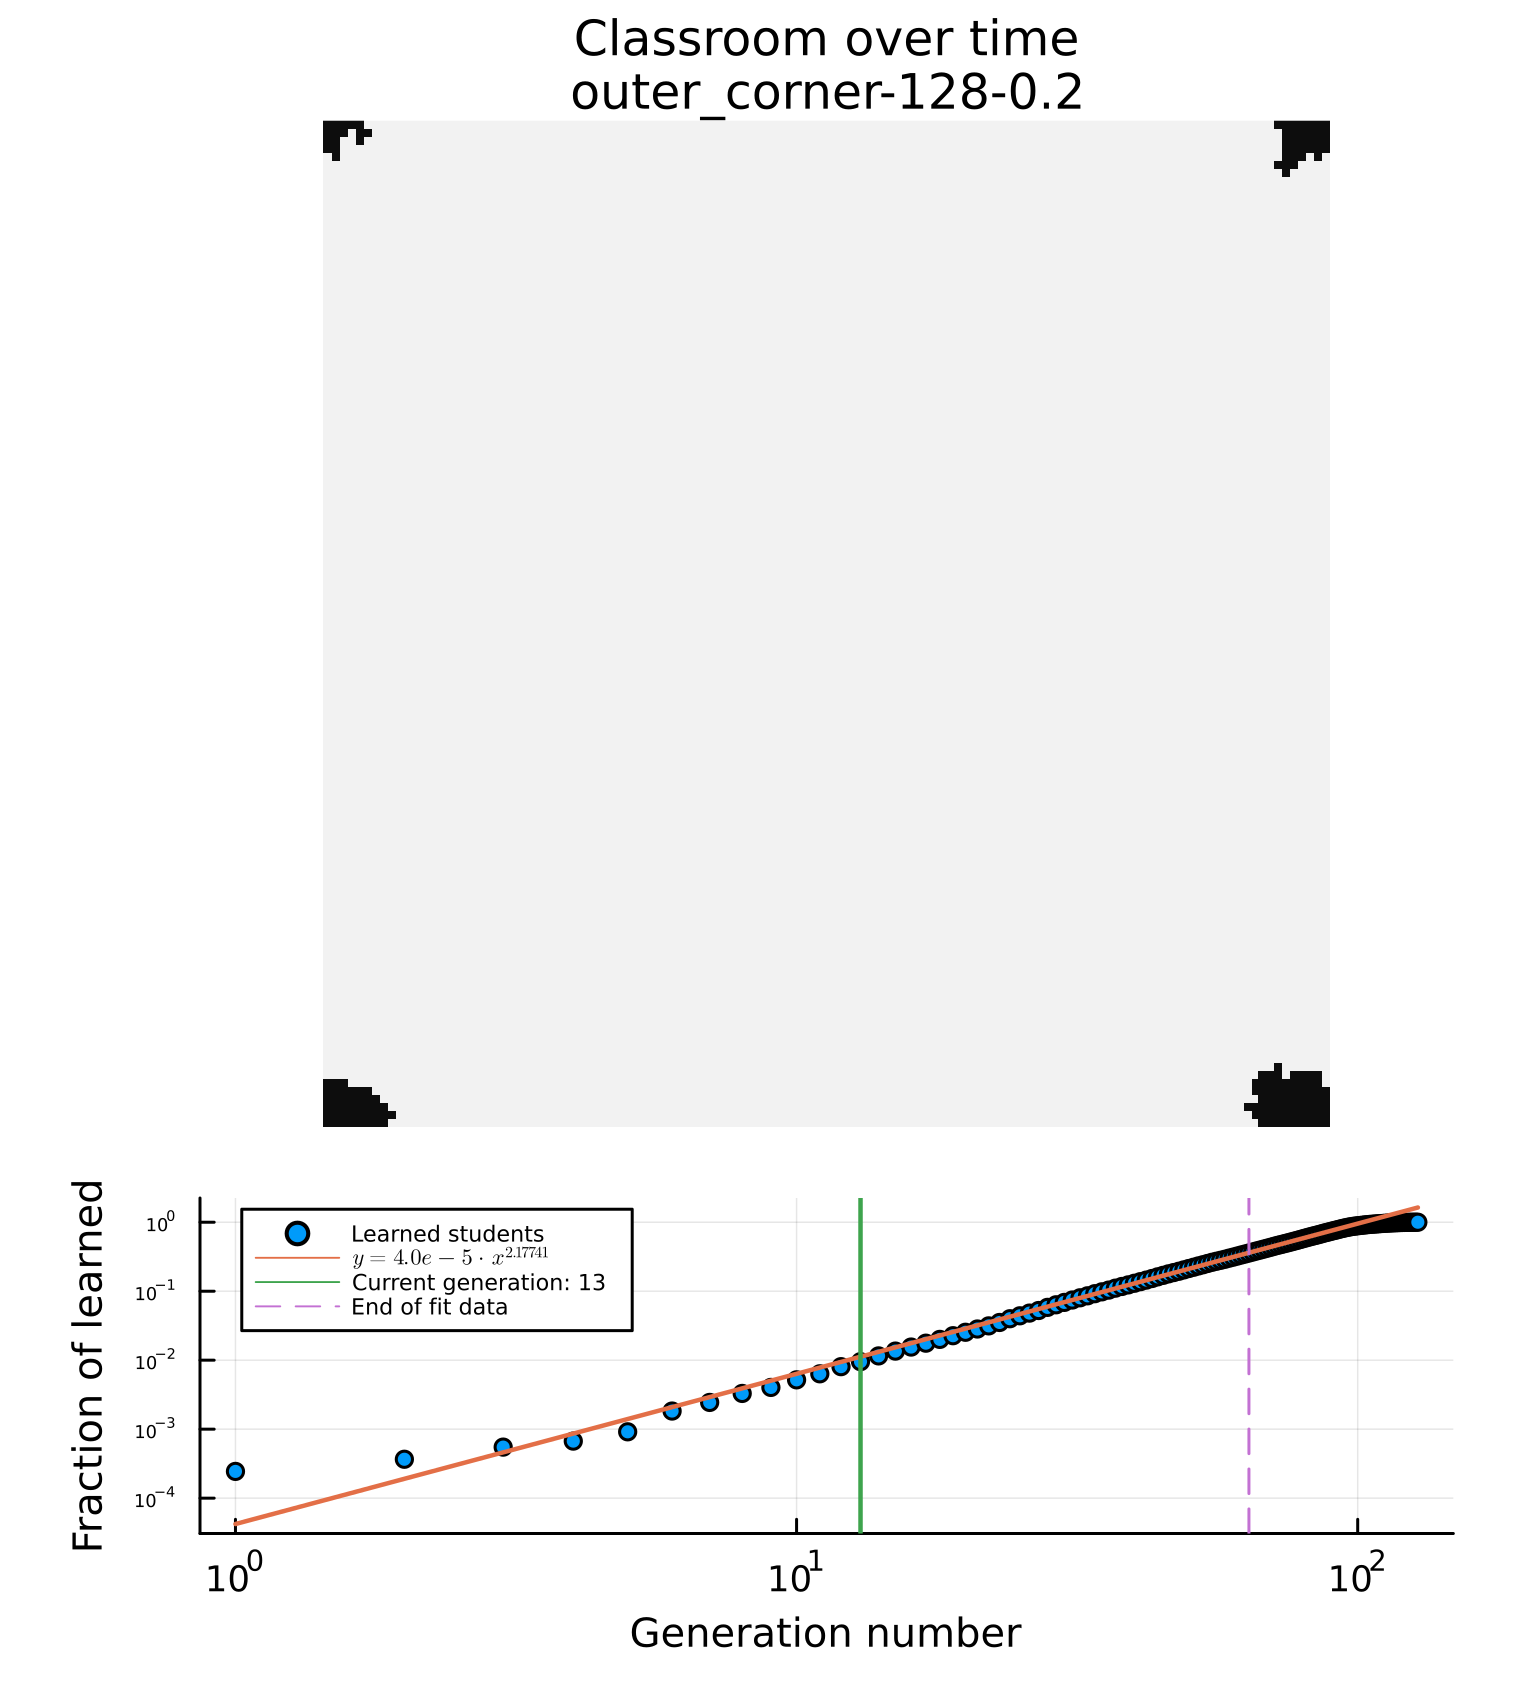 Classroom over time
outer_corner-128-0.2
Fraction of learned
10^0
10^−1
10^−2
10^−3
10^−4
Learned students
y = 4.0e − 5 · x^2.17741
Current generation: 13
End of fit data
10^0 10^1 10^2
Generation number